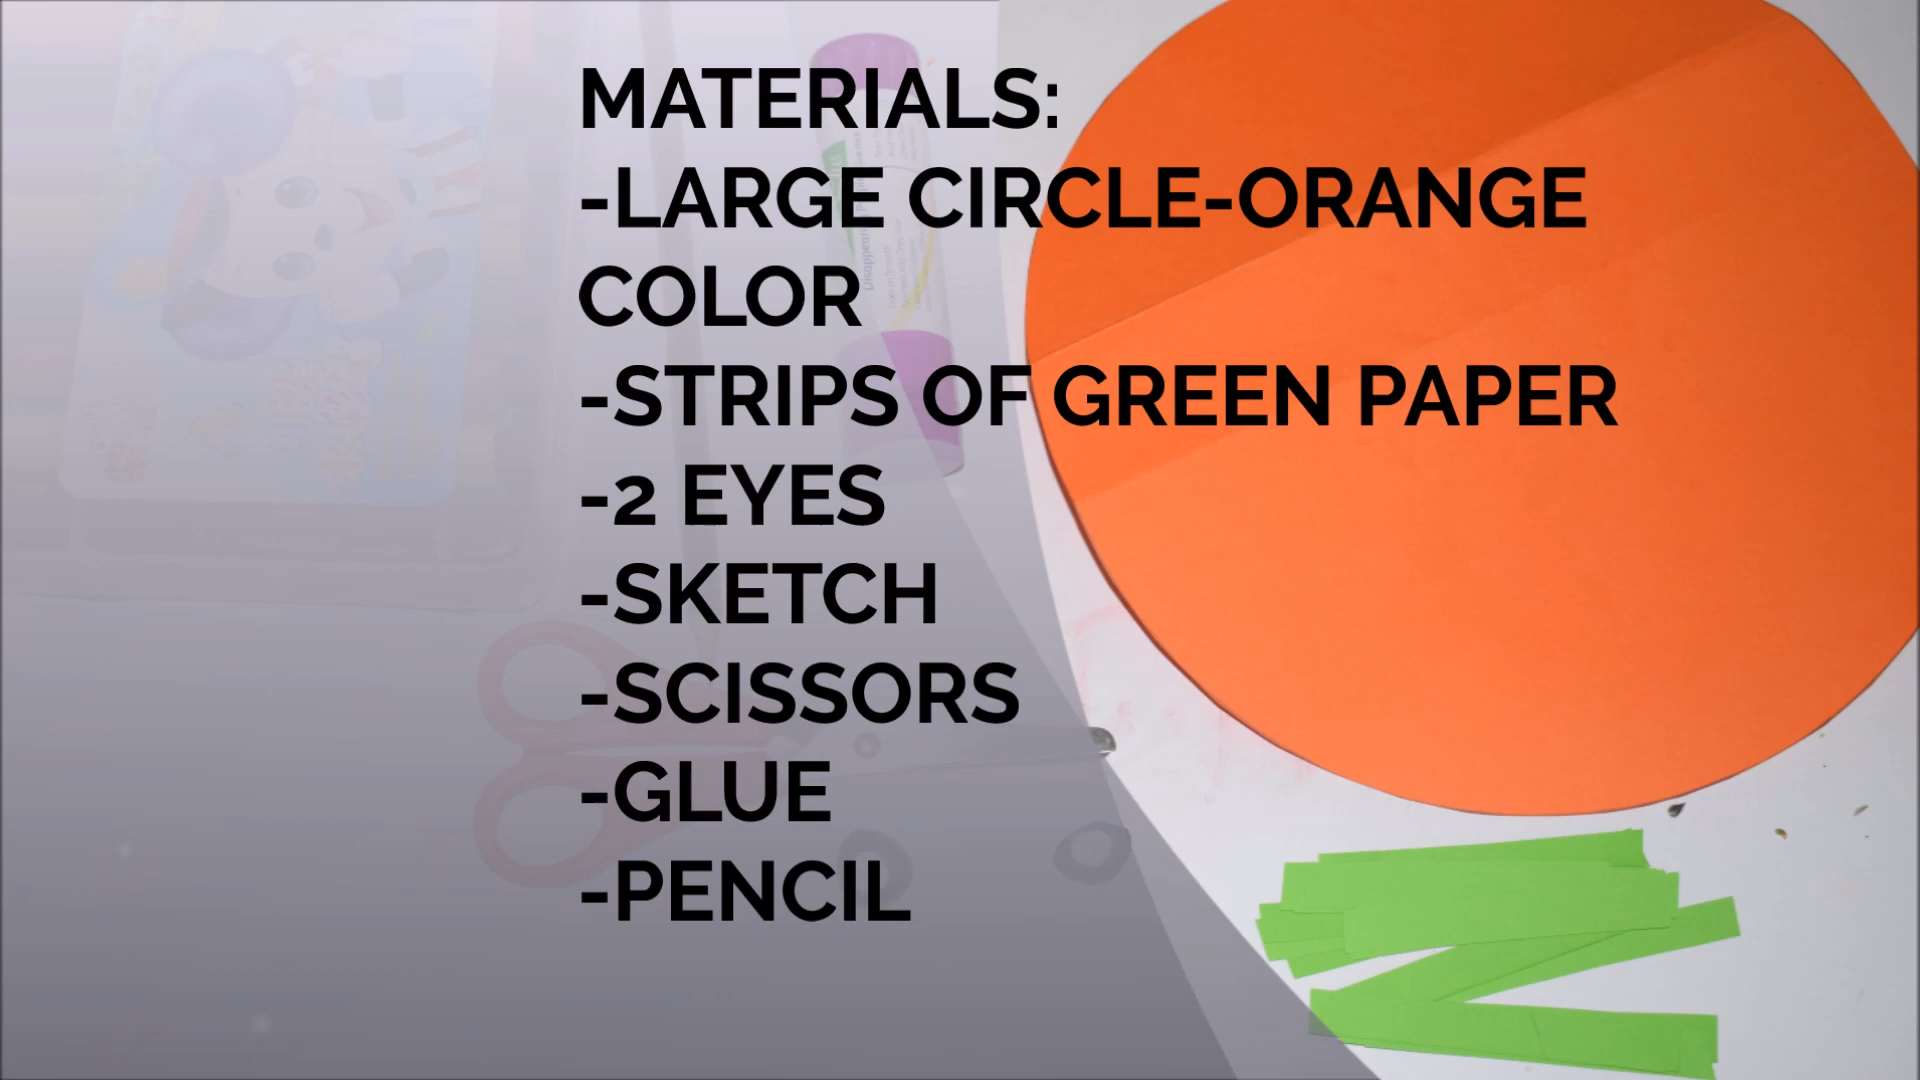 MATERIALS:
-LARGE CIRCLE-ORANGE
COLOR
-STRIPS OF GREEN PAPER
-2 EYES
-SKETCH
-SCISSORS
-GLUE
-PENCIL